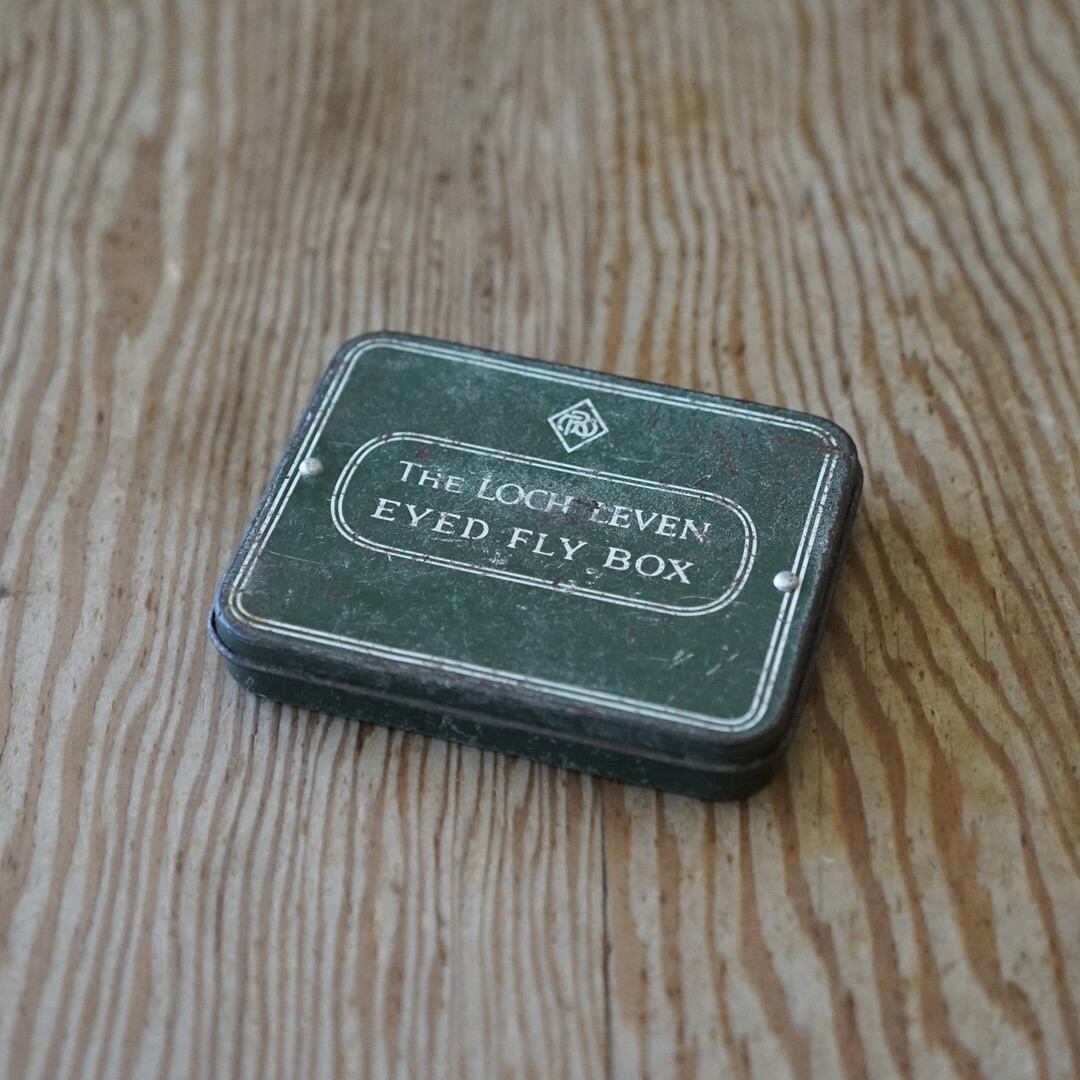 The Loch Leven
Eyed Fly Box